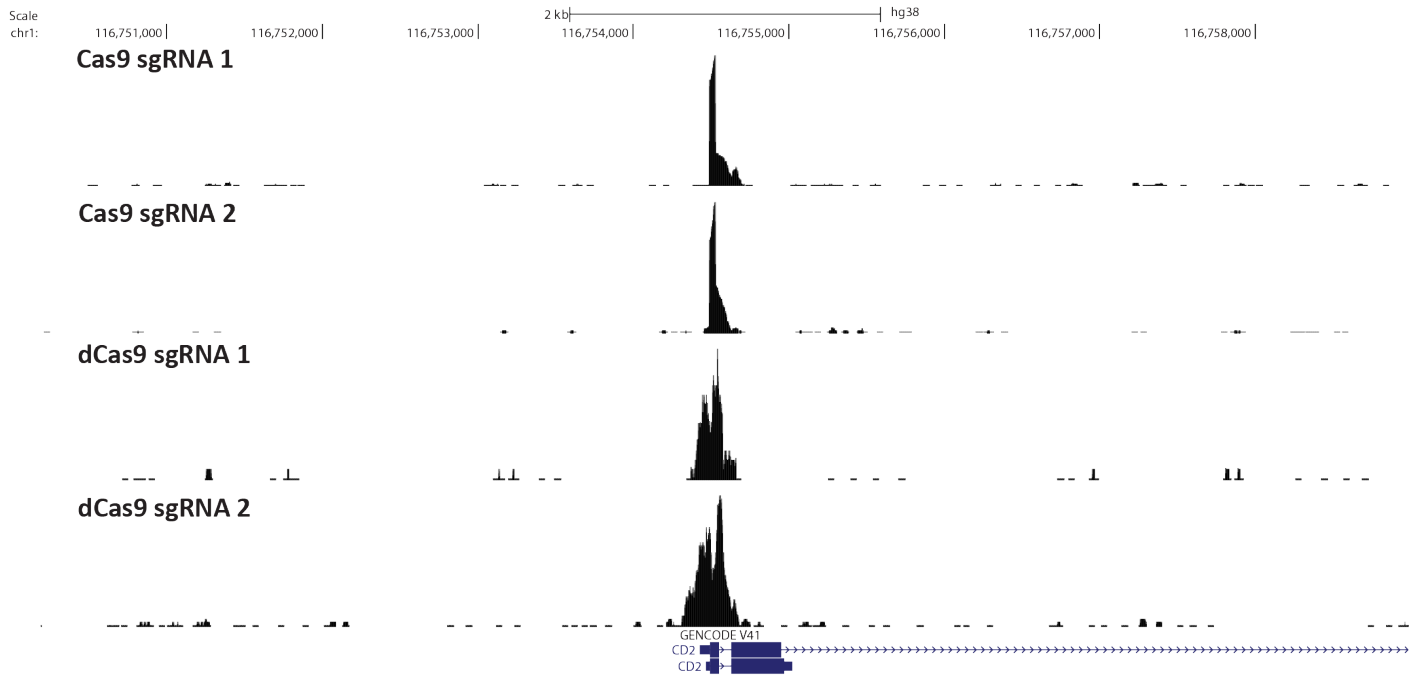 Scale 2 kb hg38
chr1: 116,751,000 116,752,000 116,753,000 116,754,000 116,755,000 116,756,000 116,757,000 116,758,000
Cas9 sgRNA 1
Cas9 sgRNA 2
dCas9 sgRNA 1
dCas9 sgRNA 2
GENCODE V41
CD2
CD2